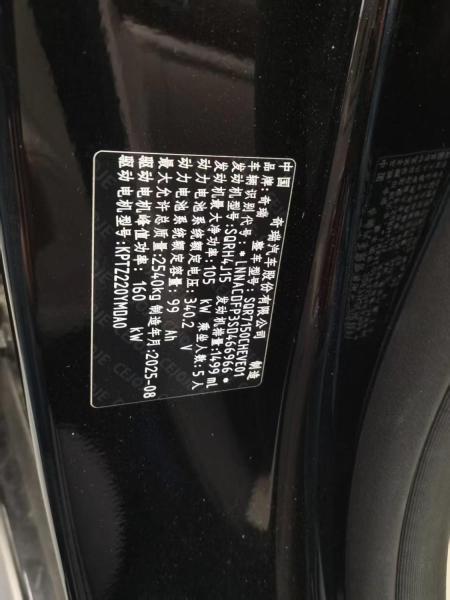 中国 奇瑞汽车股份有限公司 制造
品牌:奇瑞 整车型号:SQR7150CHEVE01
车辆识别代号:*LNNACDFP3SD466966*
发动机型号:SQRH4J15 发动机排量:1499 mL
发动机最大净功率:105 kW 乘坐人数:5人
动力电池系统额定电压:340.2 V
动力电池系统额定容量:99 Ah
最大允许总质量:2540kg 制造年月:2025-08
驱动电机峰值功率:160 kW
驱动电机型号:KPTZ220YMDA0